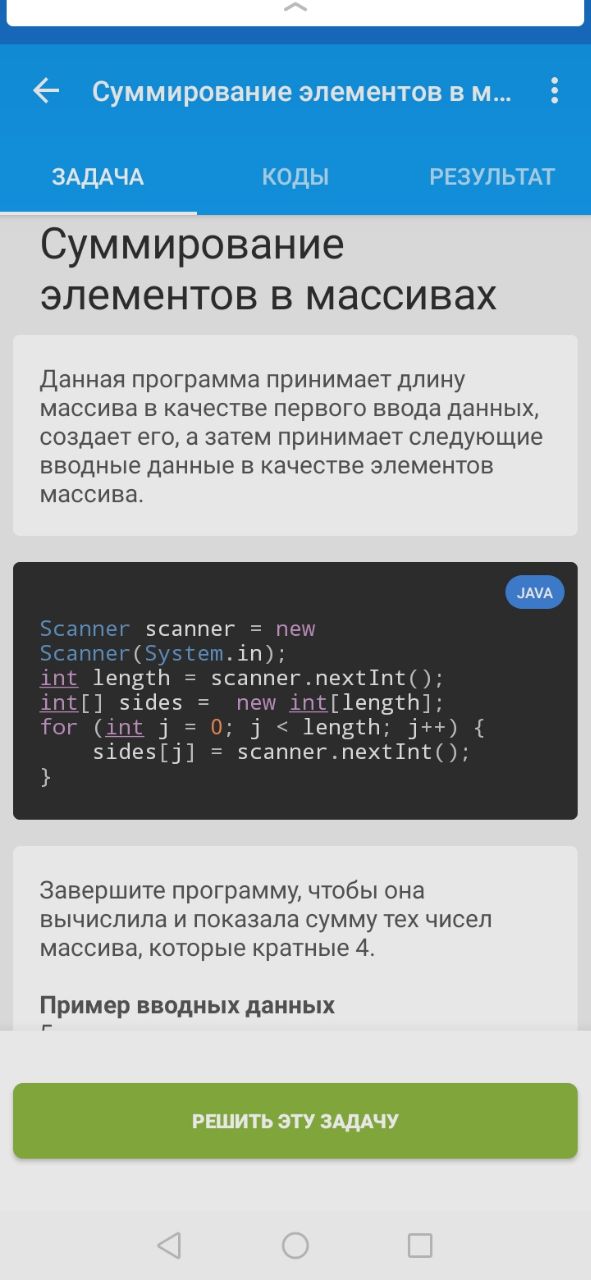 Суммирование элементов в м...
ЗАДАЧА
КОДЫ
РЕЗУЛЬТАТ
Суммирование
элементов в массивах
Данная программа принимает длину
массива в качестве первого ввода данных,
создает его, а затем принимает следующие
вводные данные в качестве элементов
массива.
JAVA
Scanner scanner = new
Scanner(System.in);
int length = scanner.nextInt();
int[] sides =  new int[length];
for (int j = 0; j < length; j++) {
    sides[j] = scanner.nextInt();
}
Завершите программу, чтобы она
вычислила и показала сумму тех чисел
массива, которые кратные 4.
Пример вводных данных
РЕШИТЬ ЭТУ ЗАДАЧУ